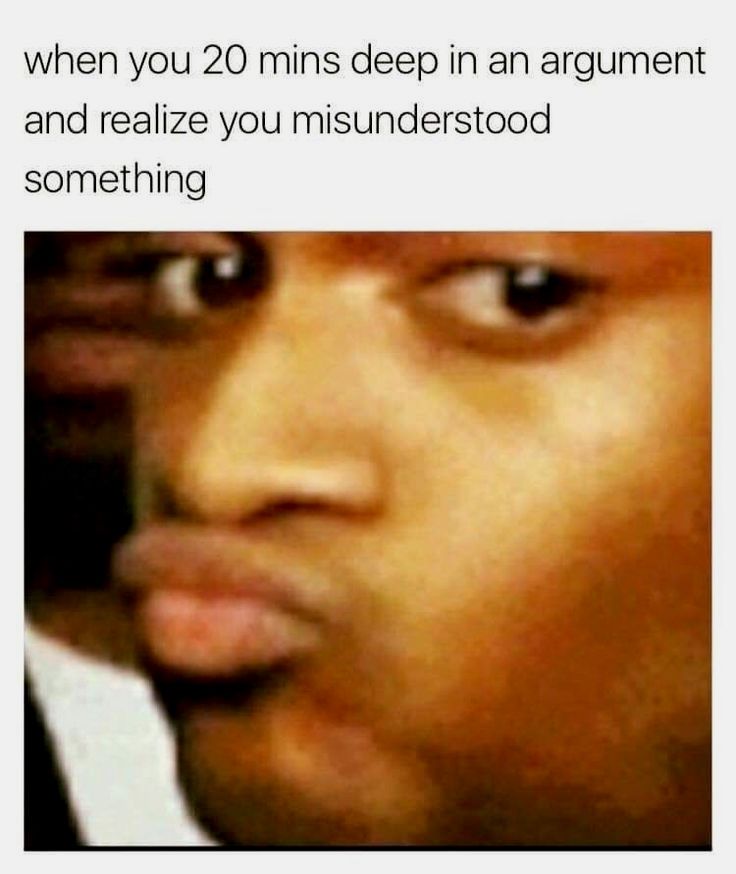 when you 20 mins deep in an argument
and realize you misunderstood
something